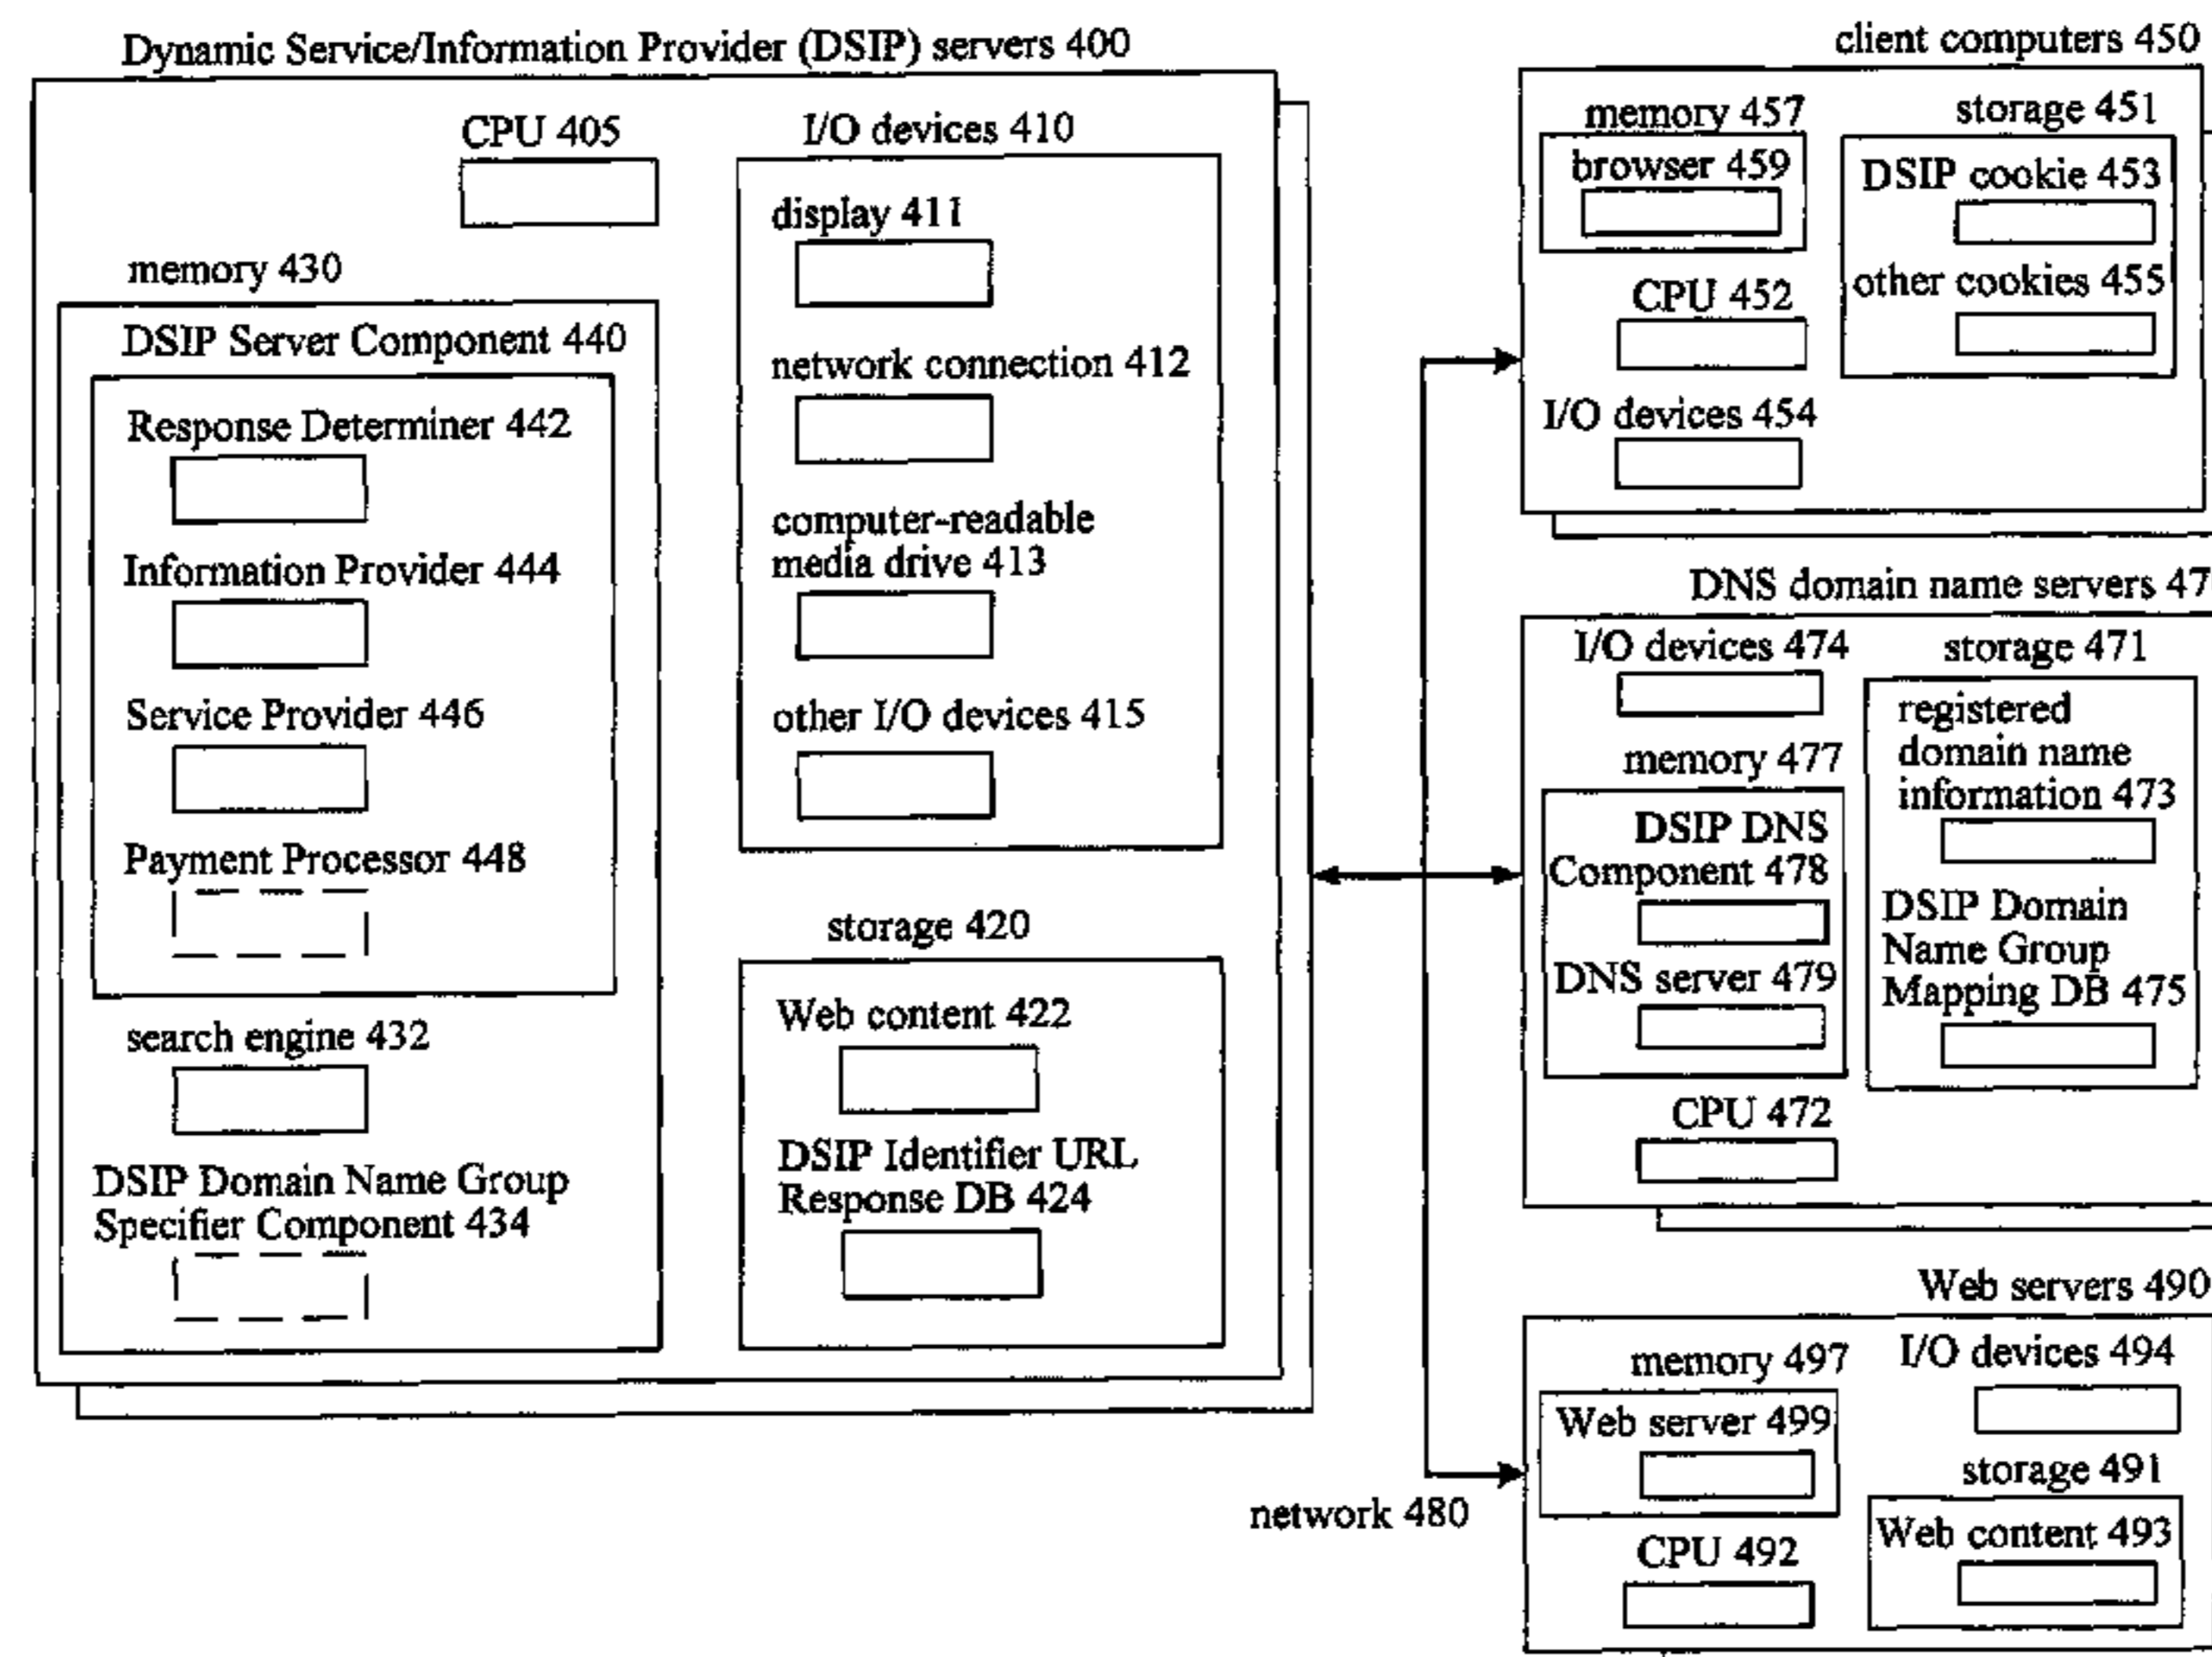 Dynamic Service/Information Provider (DSIP) servers 400
CPU 405
I/O devices 410
display 411
network connection 412
computer-readable
media drive 413
other I/O devices 415
memory 430
DSIP Server Component 440
Response Determiner 442
Information Provider 444
Service Provider 446
Payment Processor 448
search engine 432
DSIP Domain Name Group
Specifier Component 434
storage 420
Web content 422
DSIP Identifier URL
Response DB 424
network 480
client computers 450
memory 457
browser 459
storage 451
DSIP cookie 453
other cookies 455
CPU 452
I/O devices 454
DNS domain name servers 47
I/O devices 474
storage 471
registered
domain name
information 473
DSIP Domain
Name Group
Mapping DB 475
memory 477
DSIP DNS
Component 478
DNS server 479
CPU 472
Web servers 490
memory 497
Web server 499
I/O devices 494
storage 491
Web content 493
CPU 492